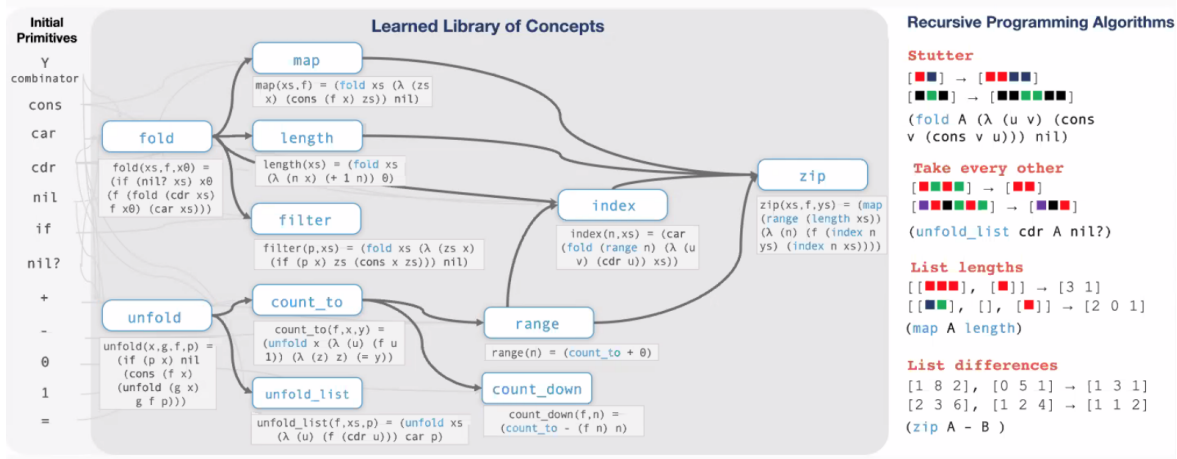 Initial
Primitives
Y
combinator
cons
car
cdr
nil
if
nil?
+
-
0
1
=
Learned Library of Concepts
map
map(xs,f) = (fold xs (λ (zs
x) (cons (f x) zs)) nil)
fold
fold(xs,f,x0) =
(if (nil? xs) x0
(f (fold (cdr xs)
f x0) (car xs)))
length
length(xs) = (fold xs
(λ (n x) (+ 1 n)) 0)
filter
filter(p,xs) = (fold xs (λ (zs x)
(if (p x) zs (cons x zs))) nil)
index
index(n,xs) = (car
(fold (range n) (λ (u
v) (cdr u)) xs))
zip
zip(xs,f,ys) = (map
(range (length xs))
(λ (n) (f (index n
ys) (index n xs))))
unfold
unfold(x,g,f,p) =
(if (p x) nil
(cons (f x)
(unfold (g x)
g f p)))
count_to
count_to(f,x,y) =
(unfold x (λ (u) (f u
1)) (λ (z) z) (= y))
range
range(n) = (count_to + 0)
unfold_list
unfold_list(f,xs,p) = (unfold xs
(λ (u) (f (cdr u))) car p)
count_down
count_down(f,n) =
(count_to - (f n) n)
Recursive Programming Algorithms
Stutter
[■■] → [■■■■]
[■■■] → [■■■■■■]
(fold A (λ (u v) (cons
v (cons v u))) nil)
Take every other
[■■■■] → [■■]
[■■■■■■] → [■■■]
(unfold_list cdr A nil?)
List lengths
[[■■■], [■]] → [3 1]
[[■■], [], [■]] → [2 0 1]
(map A length)
List differences
[1 8 2], [0 5 1] → [1 3 1]
[2 3 6], [1 2 4] → [1 1 2]
(zip A - B )